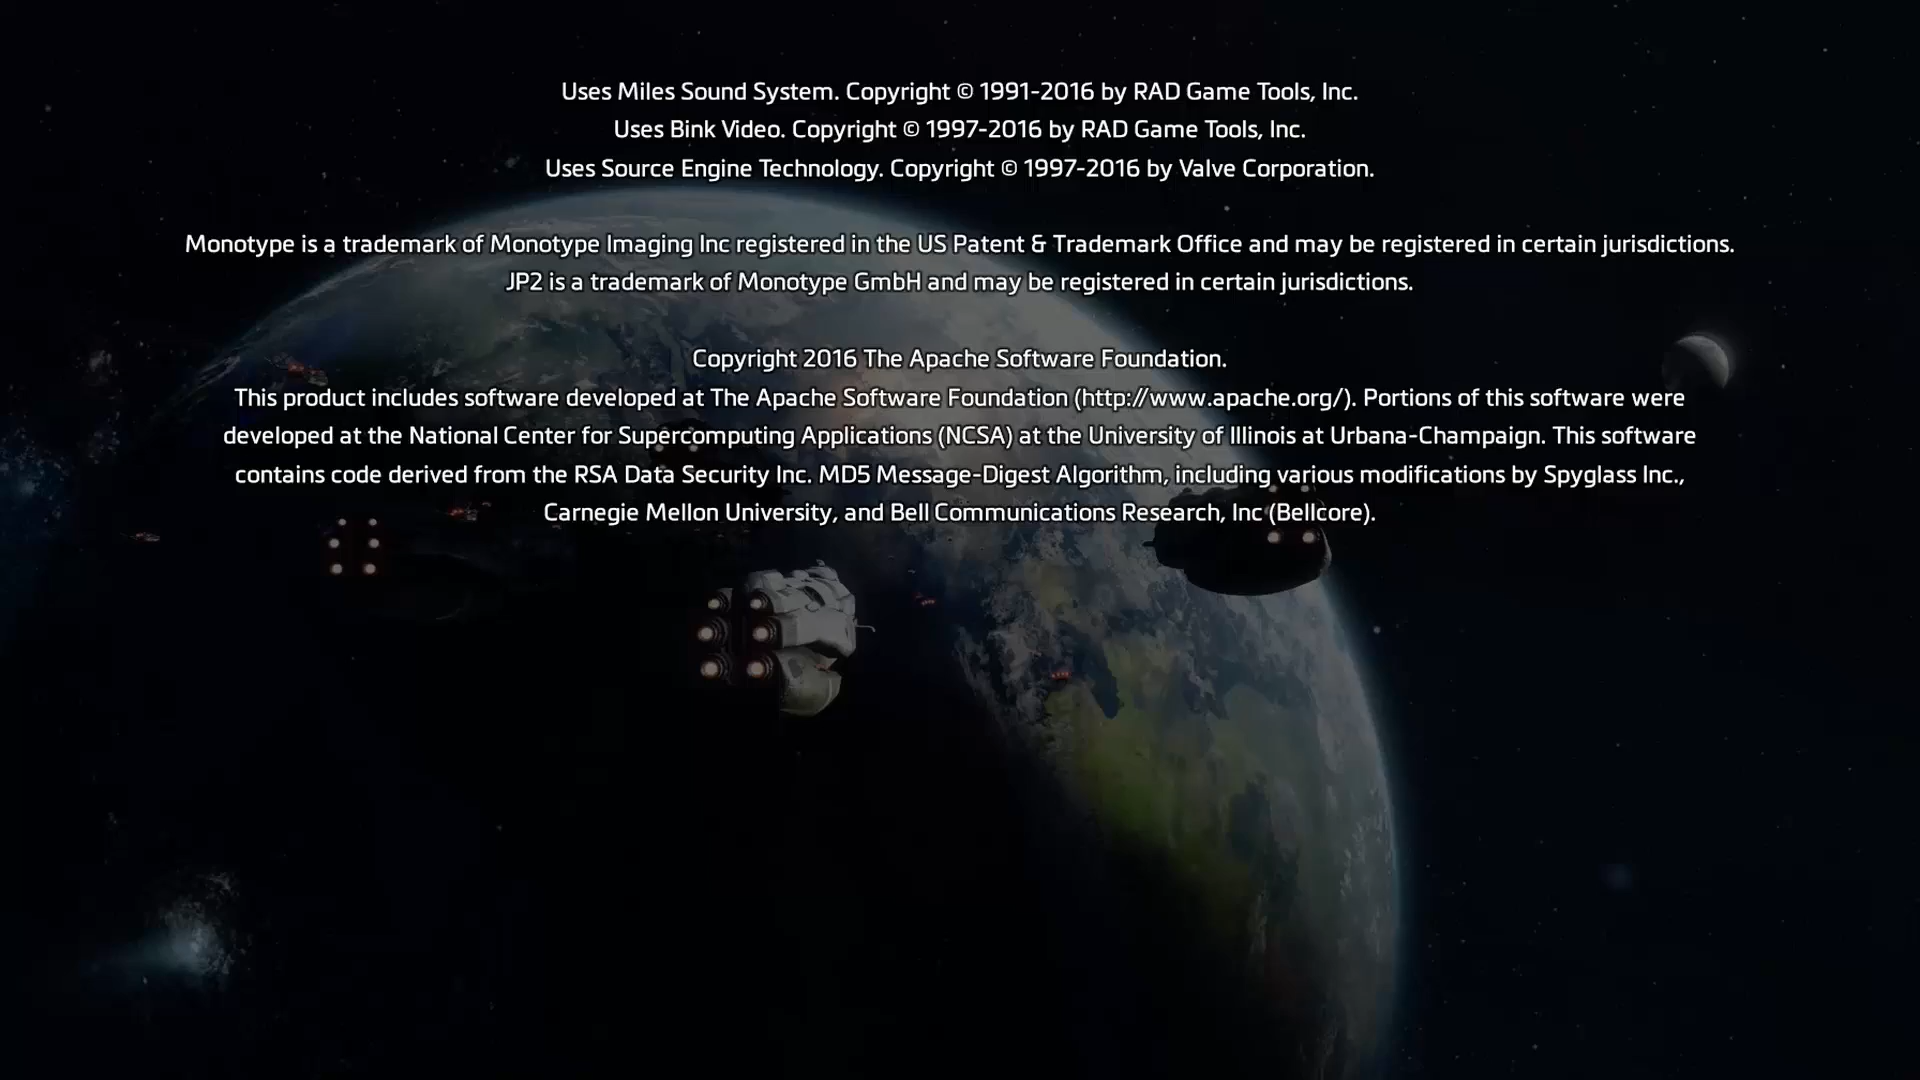 Uses Miles Sound System. Copyright © 1991-2016 by RAD Game Tools, Inc.
Uses Bink Video. Copyright © 1997-2016 by RAD Game Tools, Inc.
Uses Source Engine Technology. Copyright © 1997-2016 by Valve Corporation.
Monotype is a trademark of Monotype Imaging Inc registered in the US Patent & Trademark Office and may be registered in certain jurisdictions.
JP2 is a trademark of Monotype GmbH and may be registered in certain jurisdictions.
Copyright 2016 The Apache Software Foundation.
This product includes software developed at The Apache Software Foundation (http://www.apache.org/). Portions of this software were
developed at the National Center for Supercomputing Applications (NCSA) at the University of Illinois at Urbana-Champaign. This software
contains code derived from the RSA Data Security Inc. MD5 Message-Digest Algorithm, including various modifications by Spyglass Inc.,
Carnegie Mellon University, and Bell Communications Research, Inc (Bellcore).